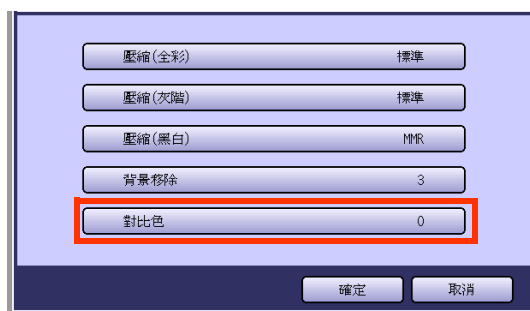 壓縮(全彩) 標準
壓縮(灰階) 標準
壓縮(黑白) MMR
背景移除 3
對比色 0
確定 取消